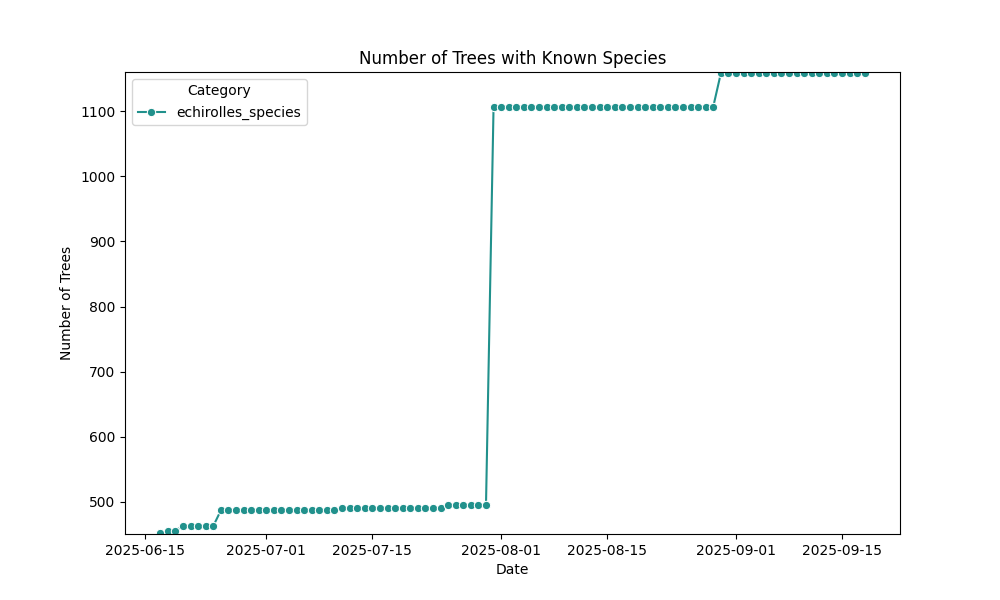 Number of Trees with Known Species
Category
echirolles_species
Number of Trees
1100
1000
900
800
700
600
500
2025-06-15 2025-07-01 2025-07-15 2025-08-01 2025-08-15 2025-09-01 2025-09-15
Date